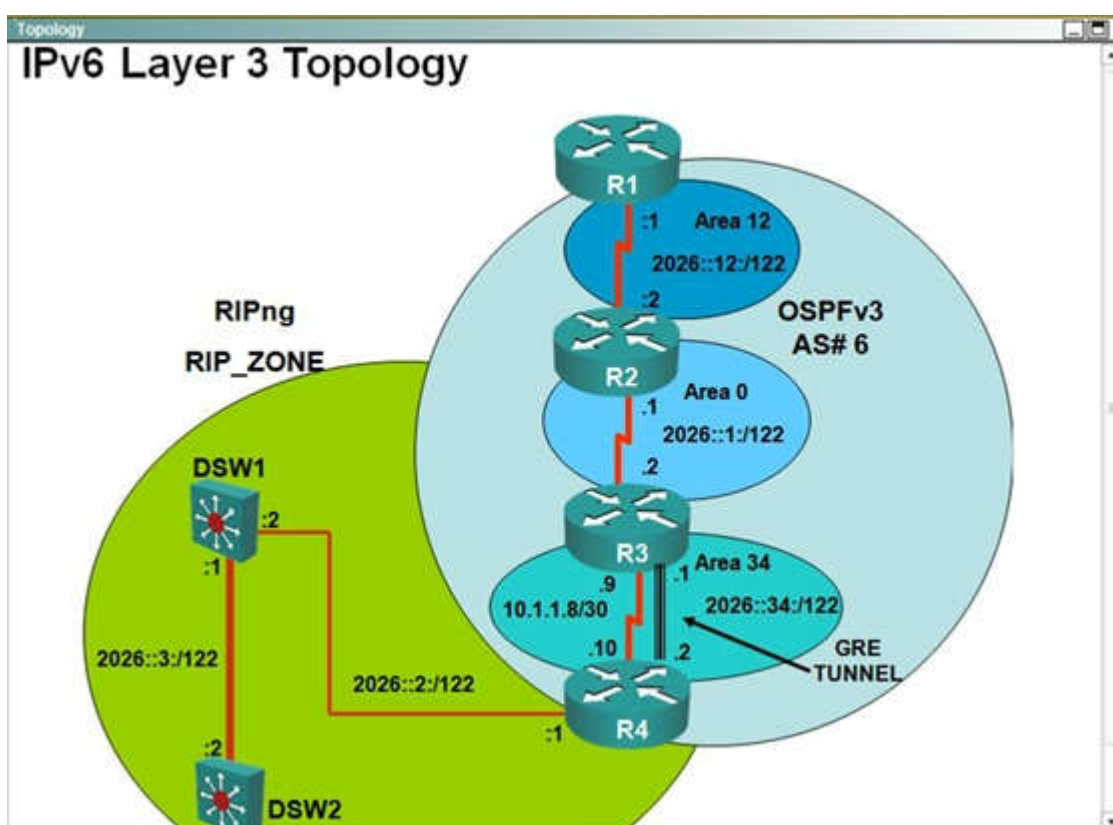 Topology
IPv6 Layer 3 Topology
R1
:1
Area 12
2026::12:/122
:2
RIPng
RIP_ZONE
OSPFv3
AS# 6
R2
.1
Area 0
2026::1:/122
.2
DSW1
:2
:1
R3
.9
.1
Area 34
10.1.1.8/30
2026::34:/122
.10
.2
GRE
TUNNEL
2026::3:/122
2026::2:/122
:1
R4
:2
DSW2